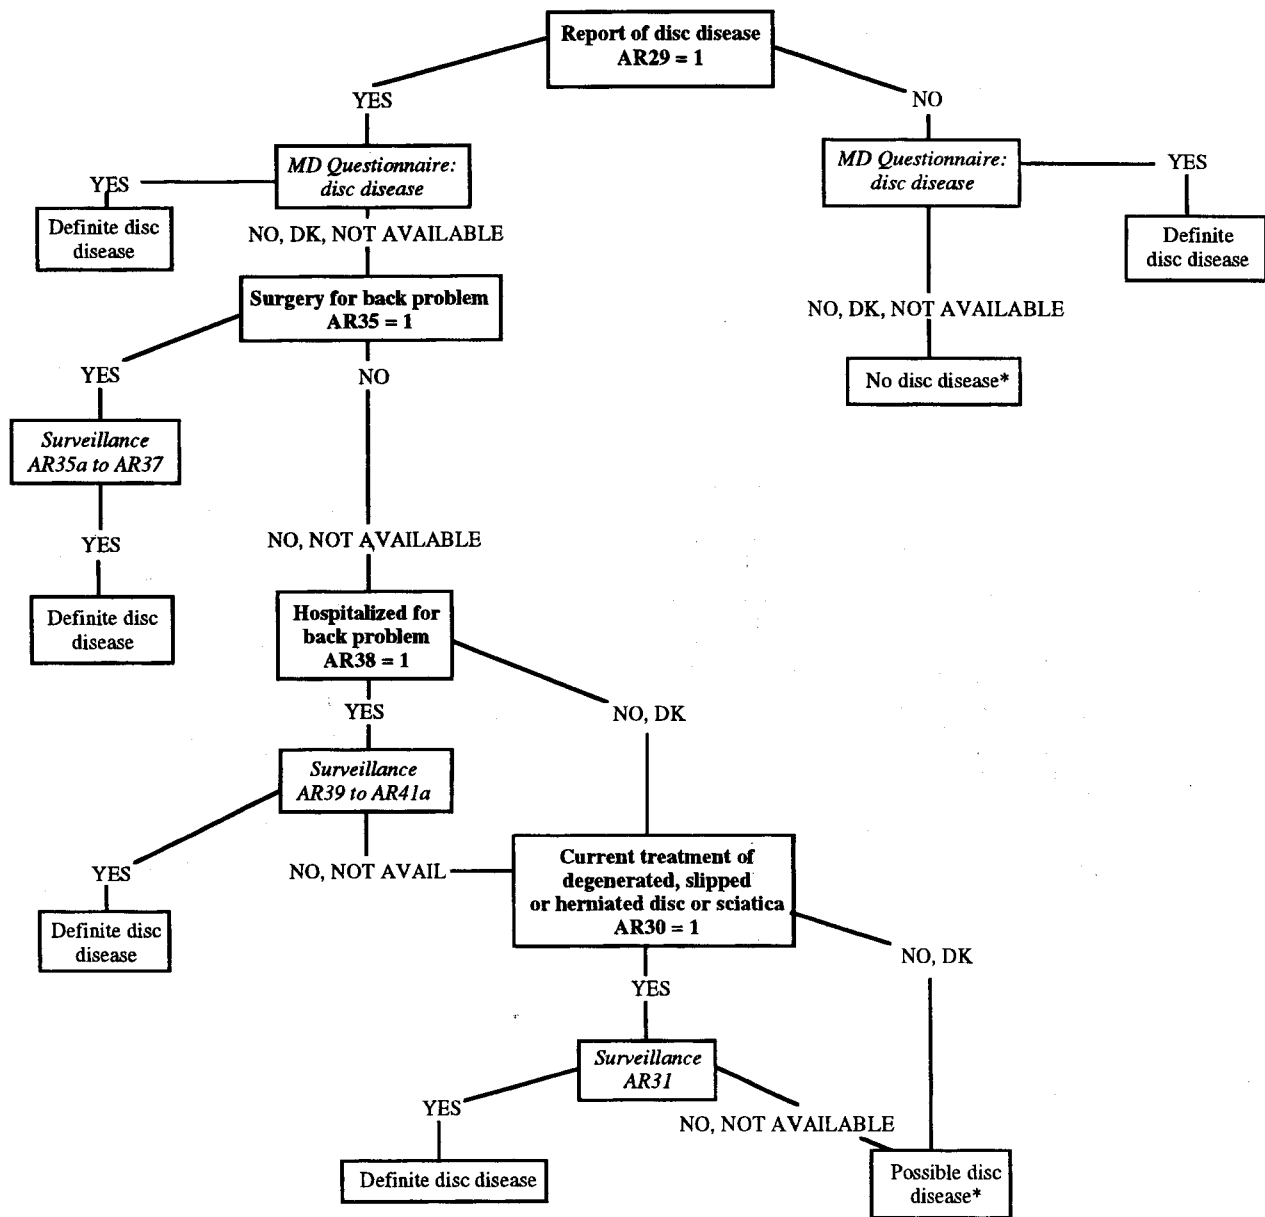 Report of disc disease
AR29 = 1
YES
NO
MD Questionnaire:
disc disease
MD Questionnaire:
disc disease
YES
YES
Definite disc
disease
NO, DK, NOT AVAILABLE
Definite
disc disease
Surgery for back problem
AR35 = 1
NO, DK, NOT AVAILABLE
YES
NO
No disc disease*
Surveillance
AR35a to AR37
YES
NO, NOT AVAILABLE
Definite disc
disease
Hospitalized for
back problem
AR38 = 1
YES
NO, DK
Surveillance
AR39 to AR41a
YES
NO, NOT AVAIL
Current treatment of
degenerated, slipped
or herniated disc or sciatica
AR30 = 1
Definite disc
disease
NO, DK
YES
Surveillance
AR31
YES
NO, NOT AVAILABLE
Definite disc disease
Possible disc
disease*